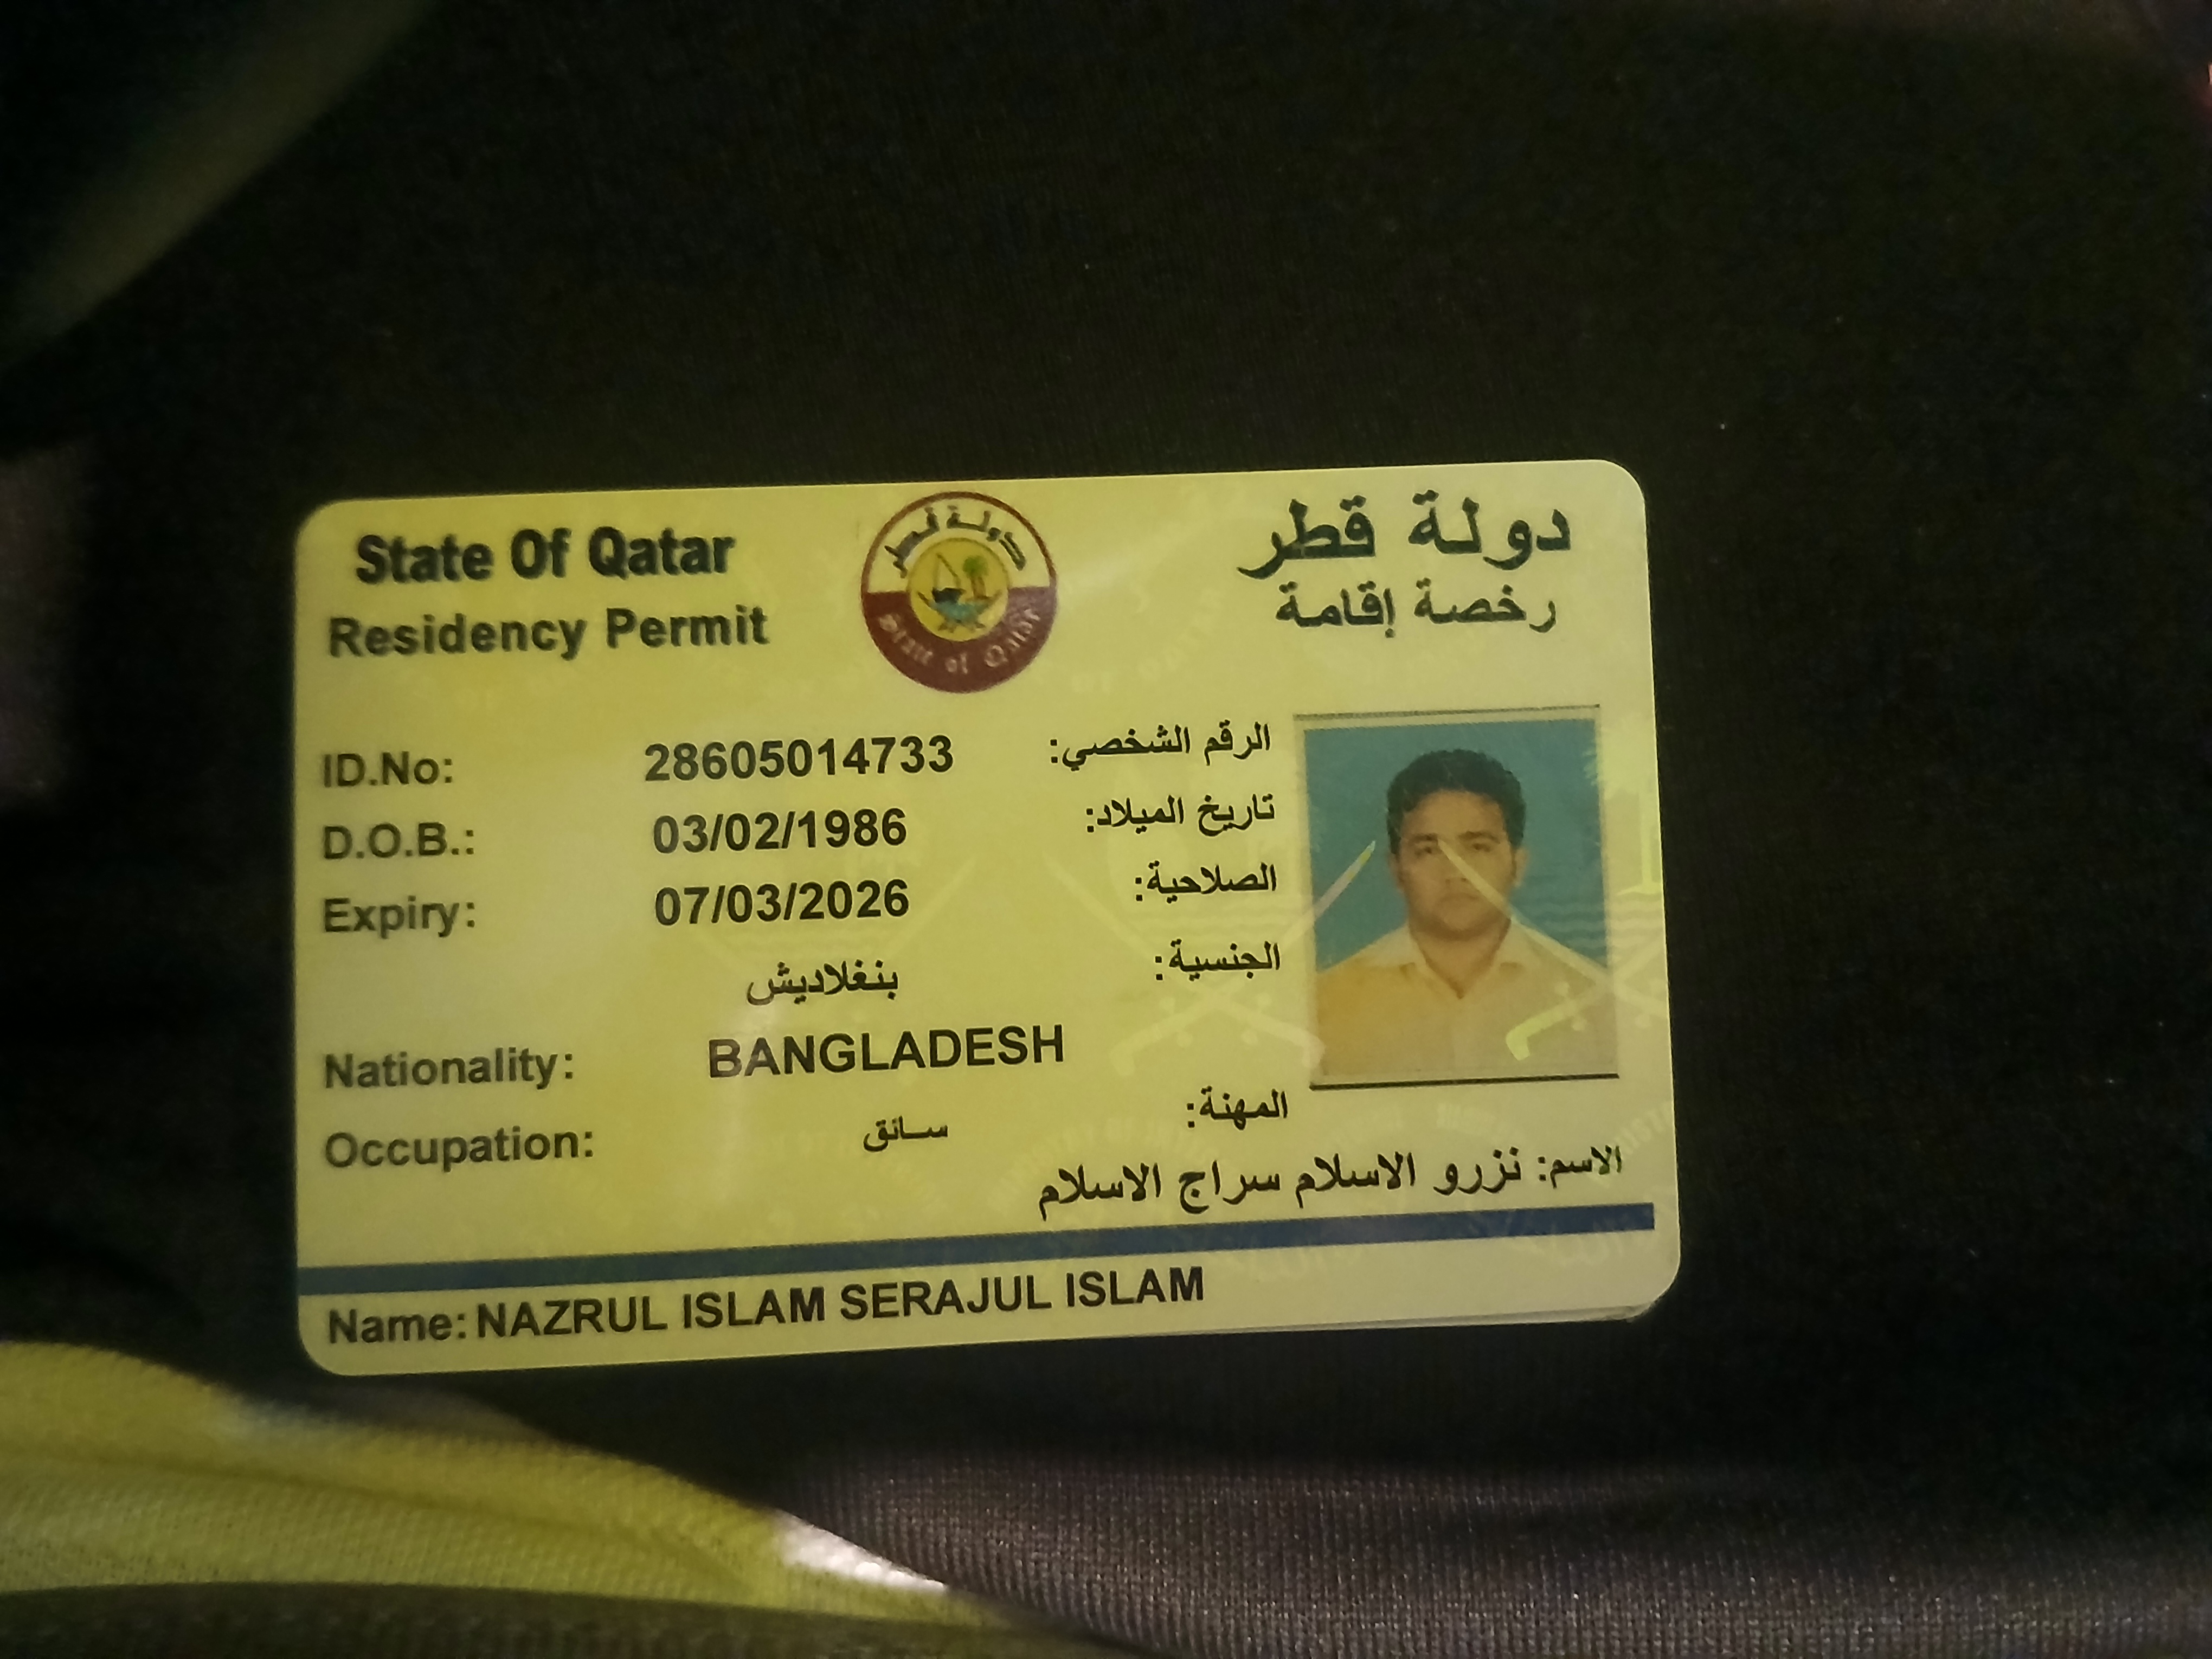 State Of Qatar
دولة قطر
Residency Permit
رخصة إقامة
دولة قطر
State of Qatar
ID.No: 28605014733 الرقم الشخصي:
D.O.B.: 03/02/1986 تاريخ الميلاد:
Expiry: 07/03/2026 الصلاحية:
بنغلاديش الجنسية:
Nationality: BANGLADESH
Occupation: سائق المهنة:
الاسم: نزرو الاسلام سراج الاسلام
Name: NAZRUL ISLAM SERAJUL ISLAM